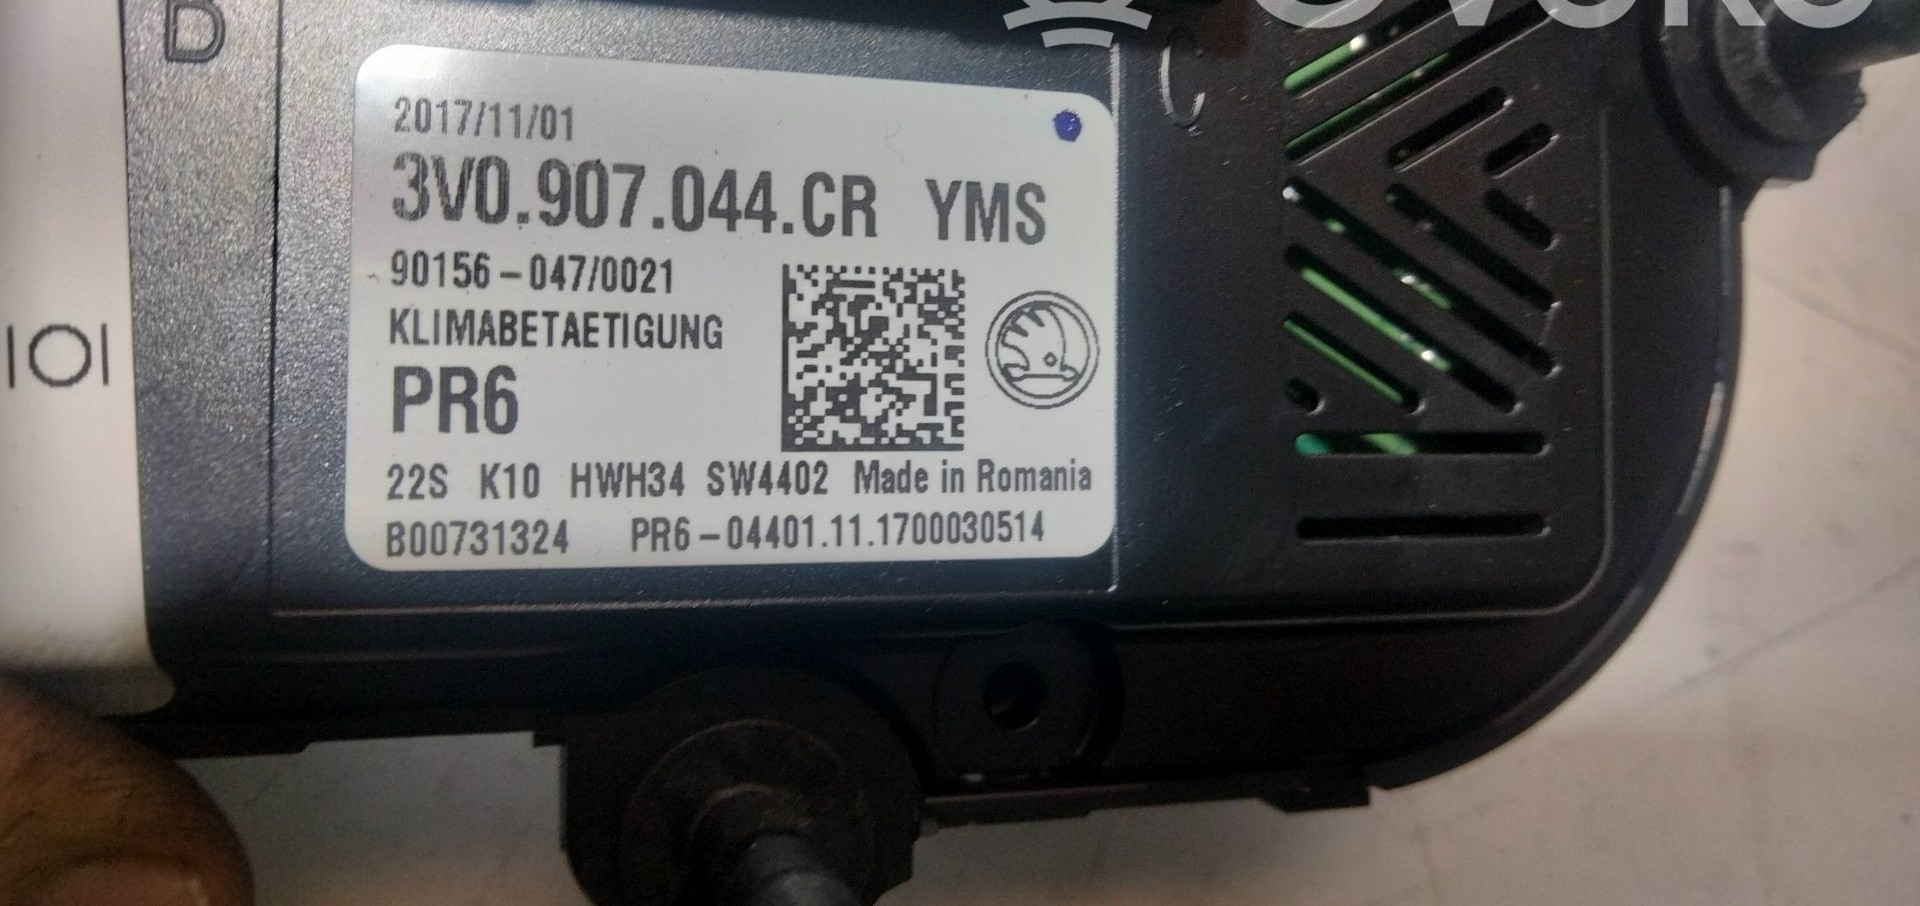 D
2017/11/01
3V0.907.044.CR YMS
90156-047/0021
KLIMABETAETIGUNG
PR6
22S K10 HWH34 SW4402 Made in Romania
B00731324 PR6-04401.11.1700030514